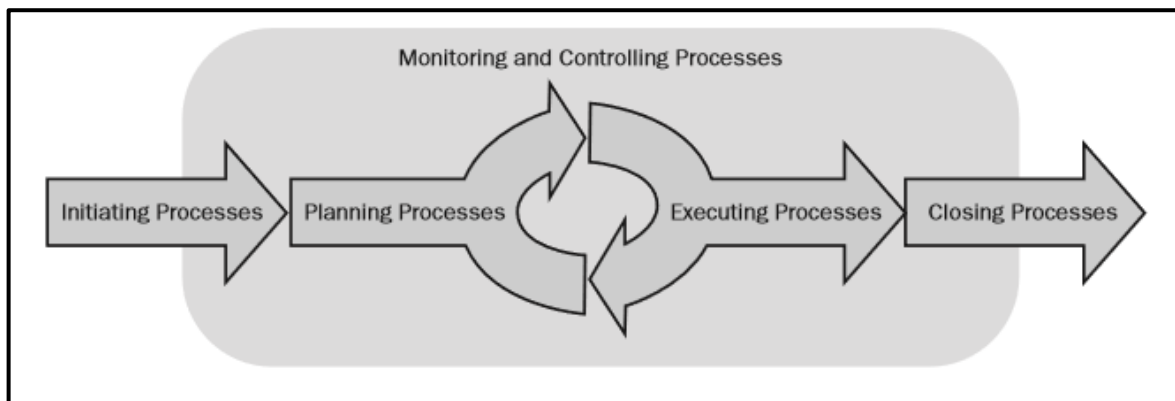 Monitoring and Controlling Processes
Initiating Processes
Planning Processes
Executing Processes
Closing Processes